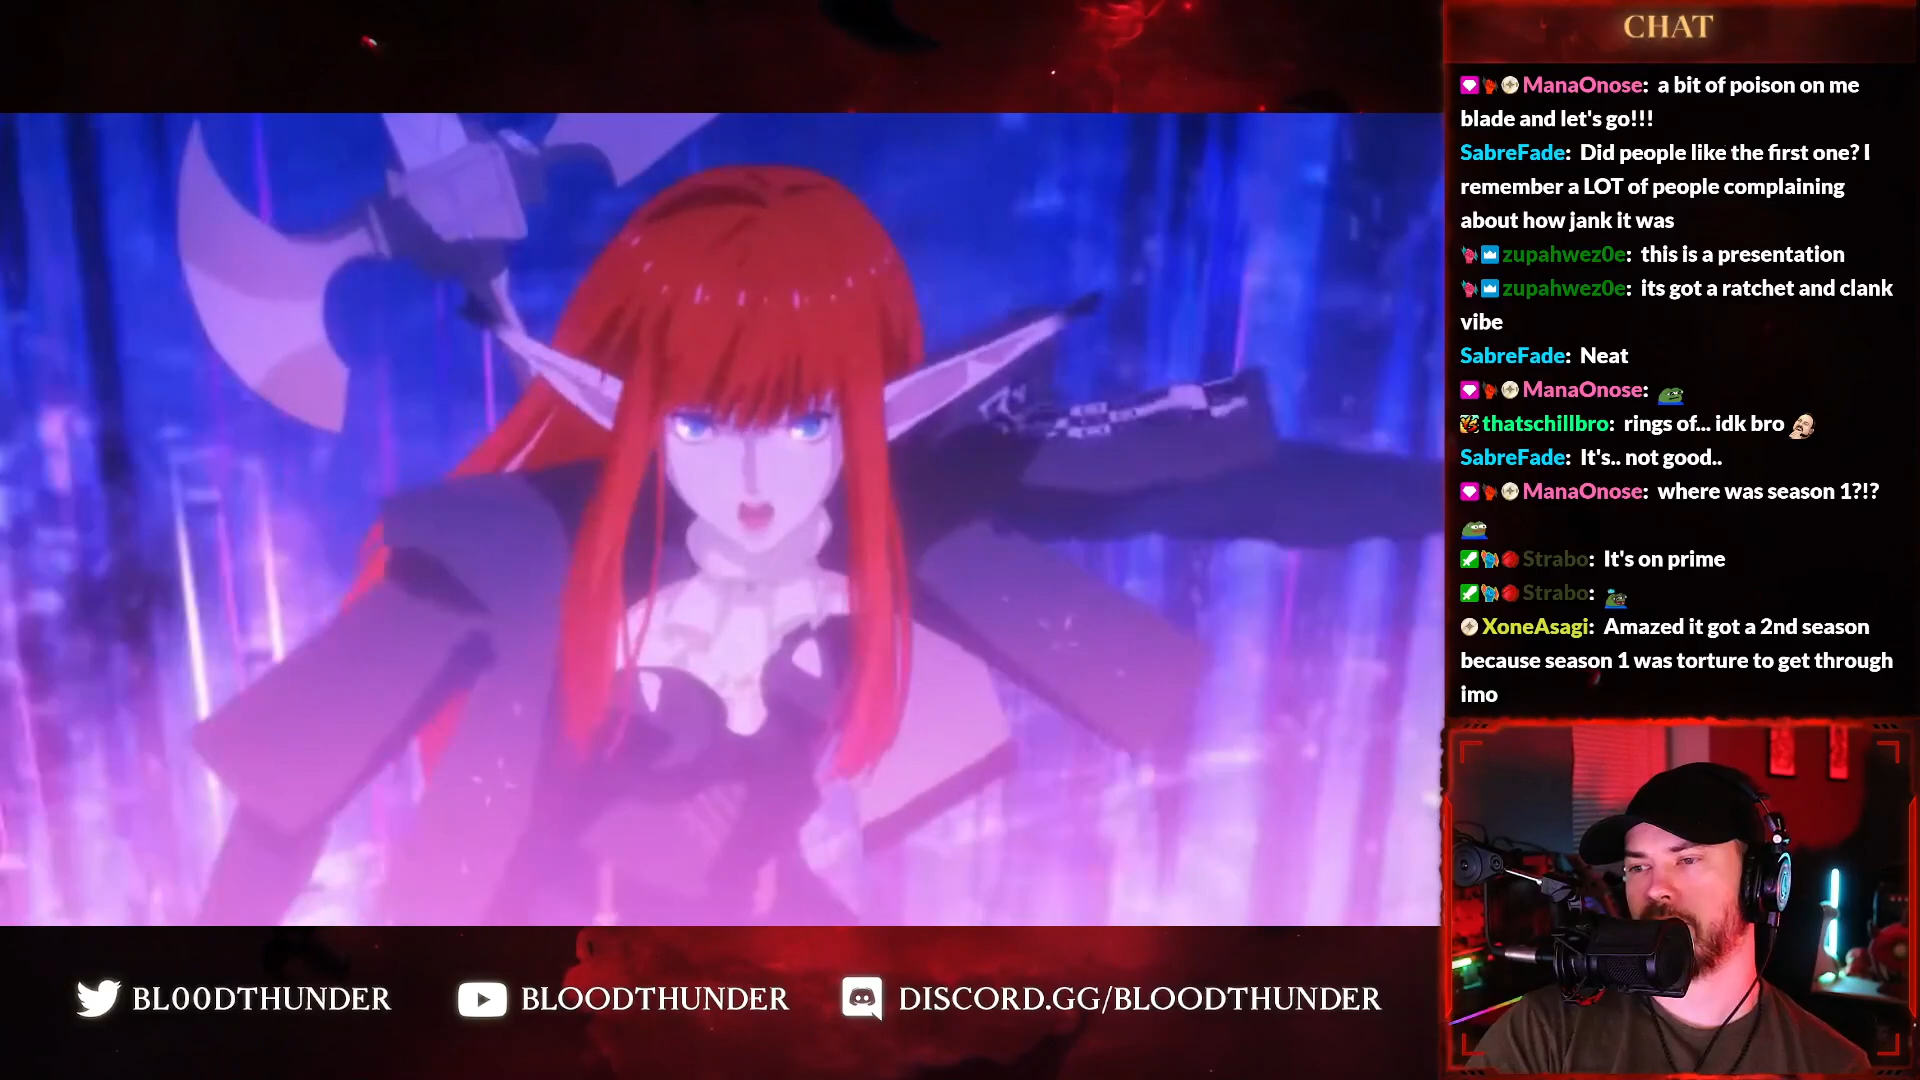 CHAT
ManaOnose: a bit of poison on me
blade and let's go!!!
SabreFade: Did people like the first one? I
remember a LOT of people complaining
about how jank it was
zupahwez0e: this is a presentation
zupahwez0e: its got a ratchet and clank
vibe
SabreFade: Neat
ManaOnose:
thatschillbro: rings of... idk bro
SabreFade: It's.. not good..
ManaOnose: where was season 1?!?
Strabo: It's on prime
Strabo:
XoneAsagi: Amazed it got a 2nd season
because season 1 was torture to get through
imo
BL00DTHUNDER
BLOODTHUNDER
DISCORD.GG/BLOODTHUNDER